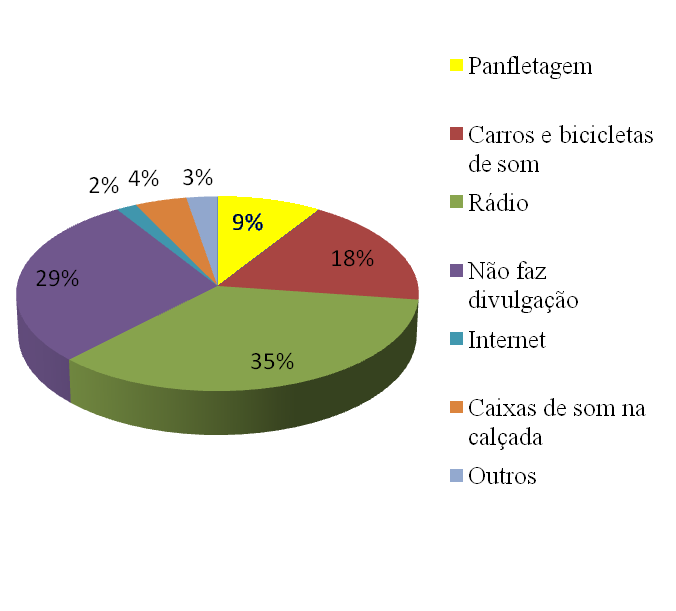 Panfletagem
Carros e bicicletas
de som
Rádio
Não faz
divulgação
Internet
Caixas de som na
calçada
Outros
2%
4%
3%
9%
18%
29%
35%